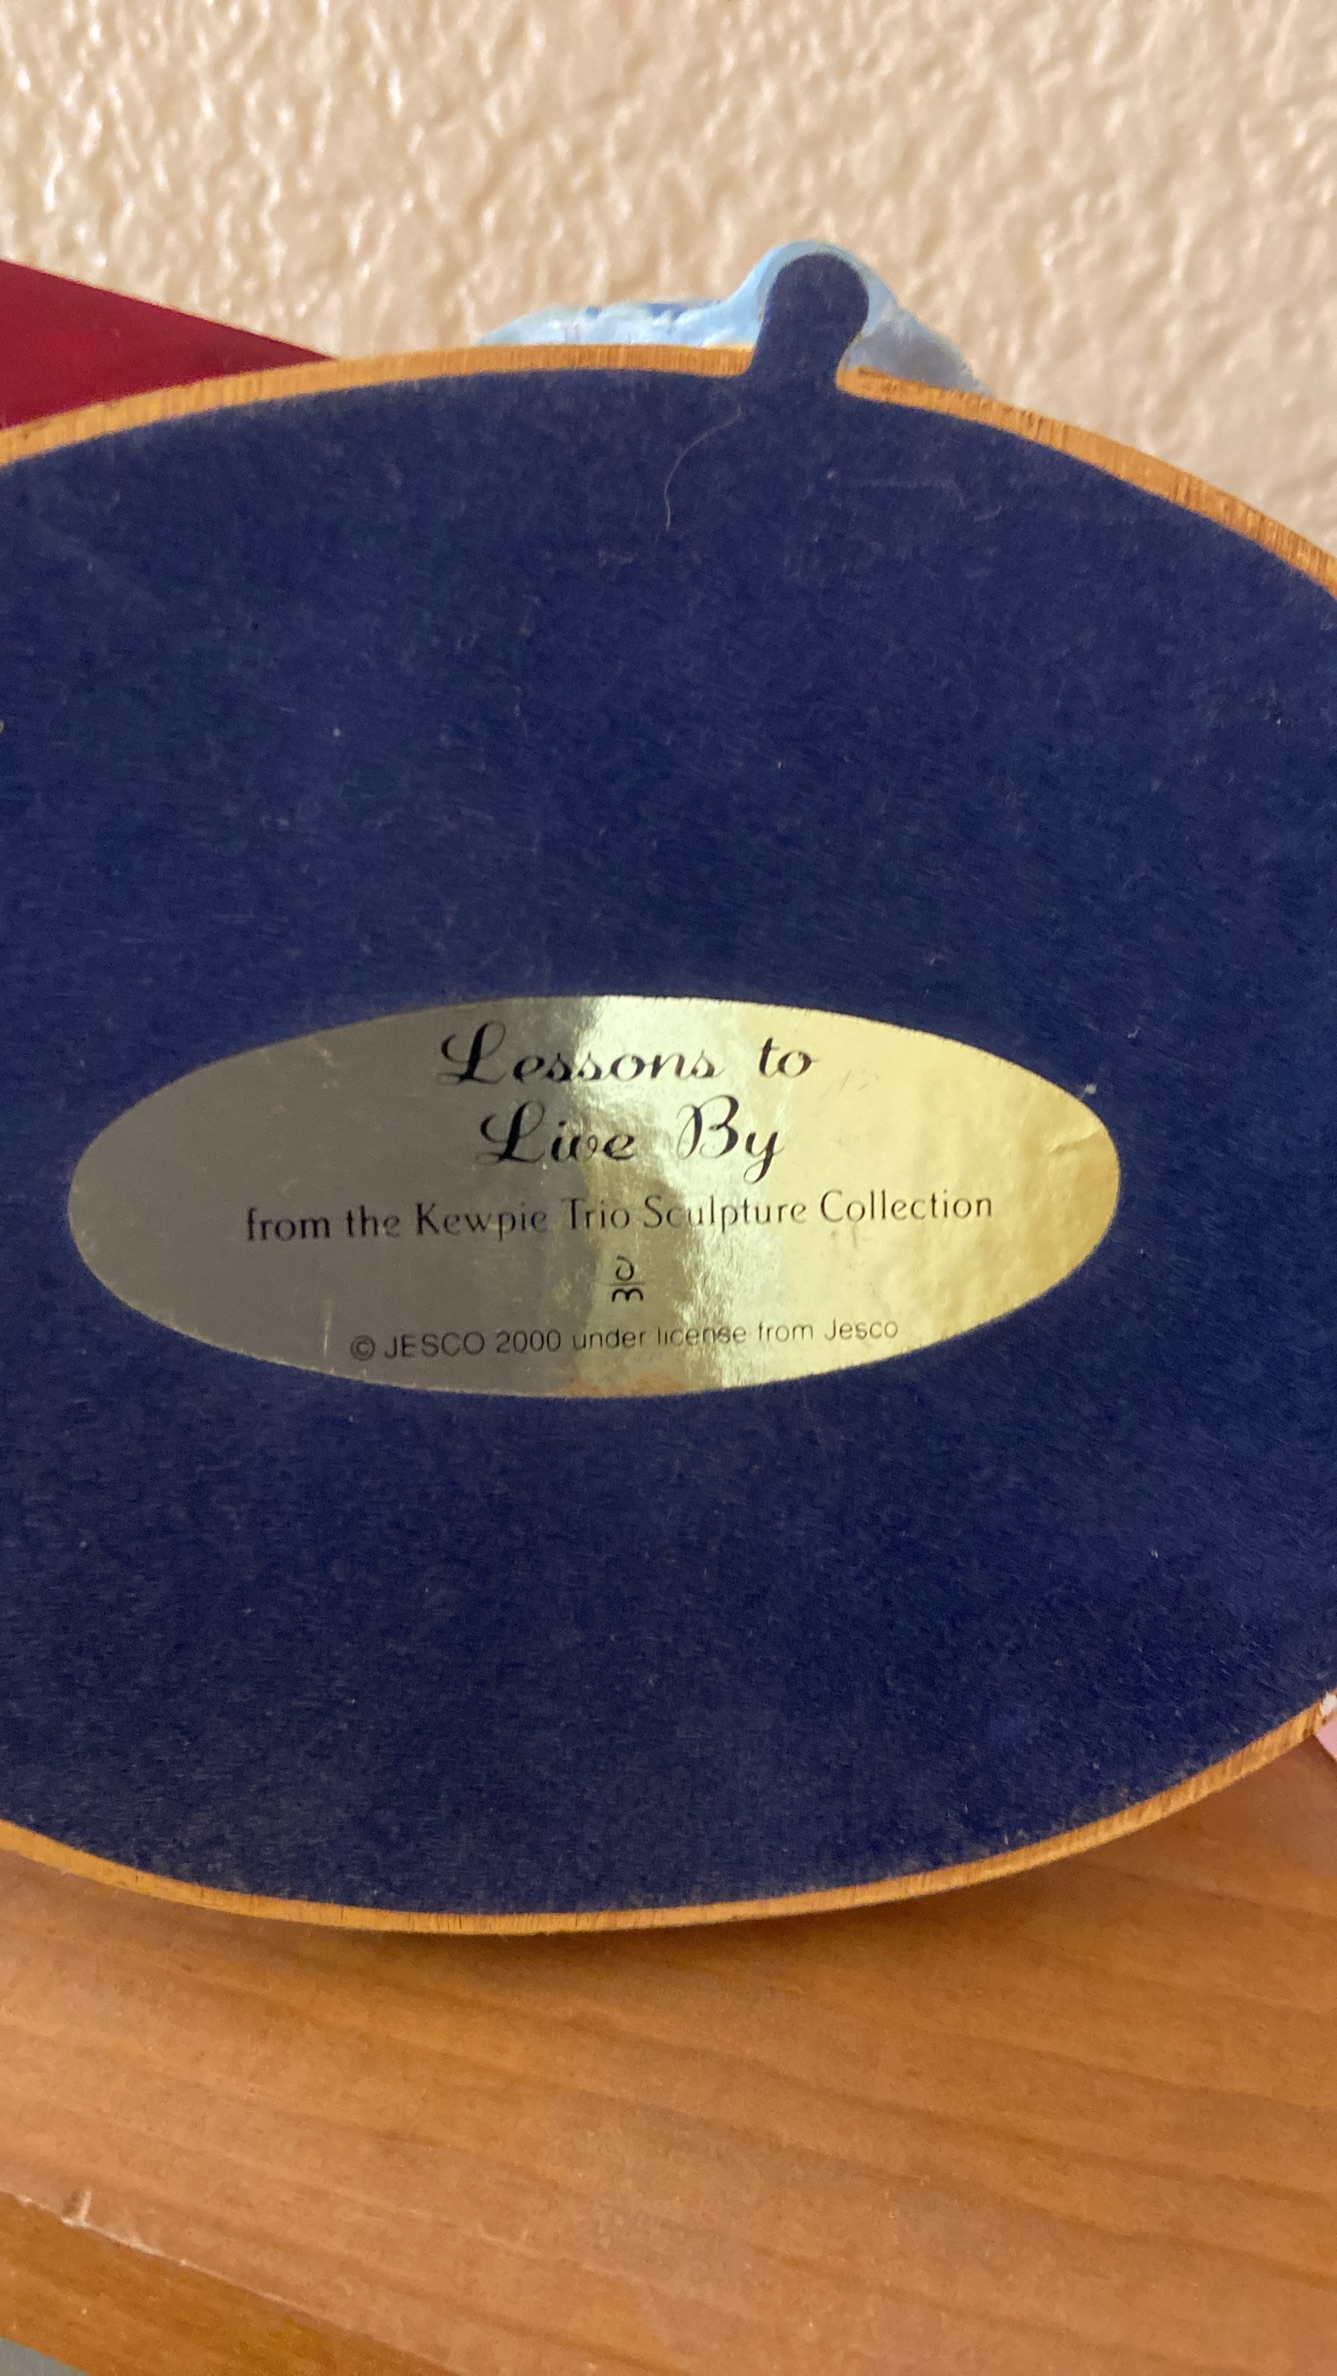 Lessons to
Live By
from the Kewpie Trio Sculpture Collection
© JESCO 2000 under license from Jesco